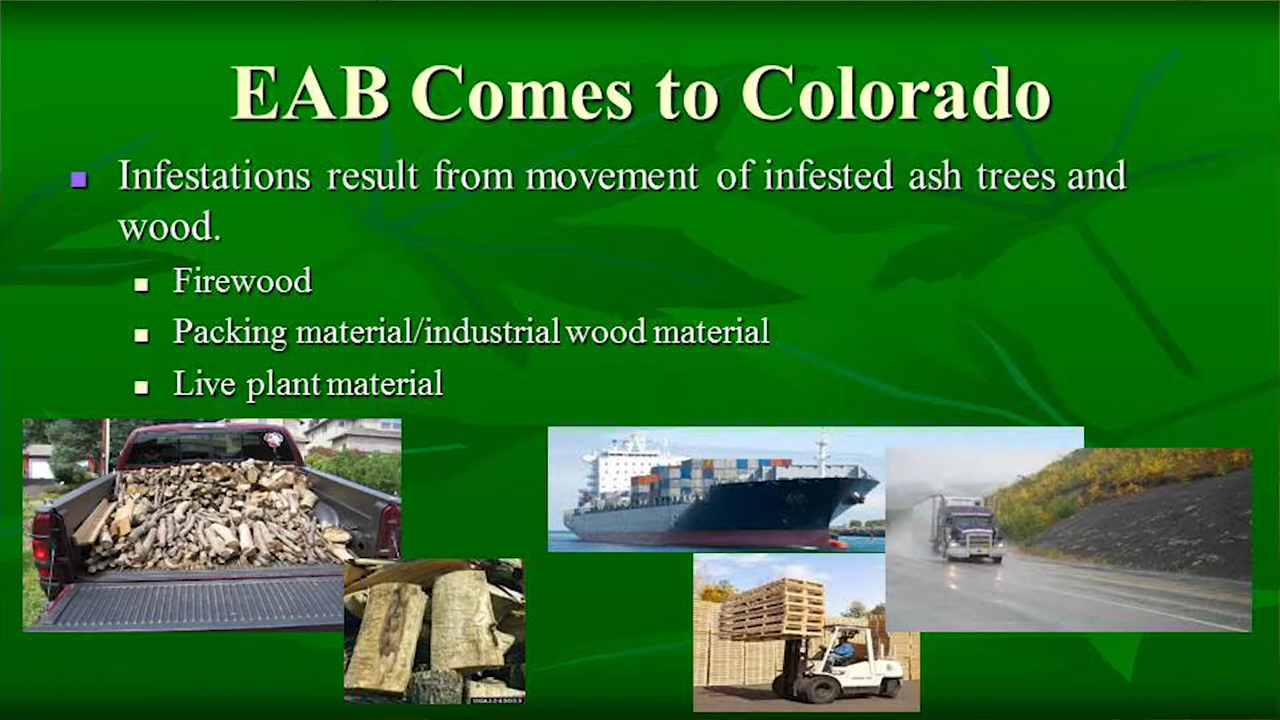 EAB Comes to Colorado
Infestations result from movement of infested ash trees and
wood.
Firewood
Packing material/industrial wood material
Live plant material